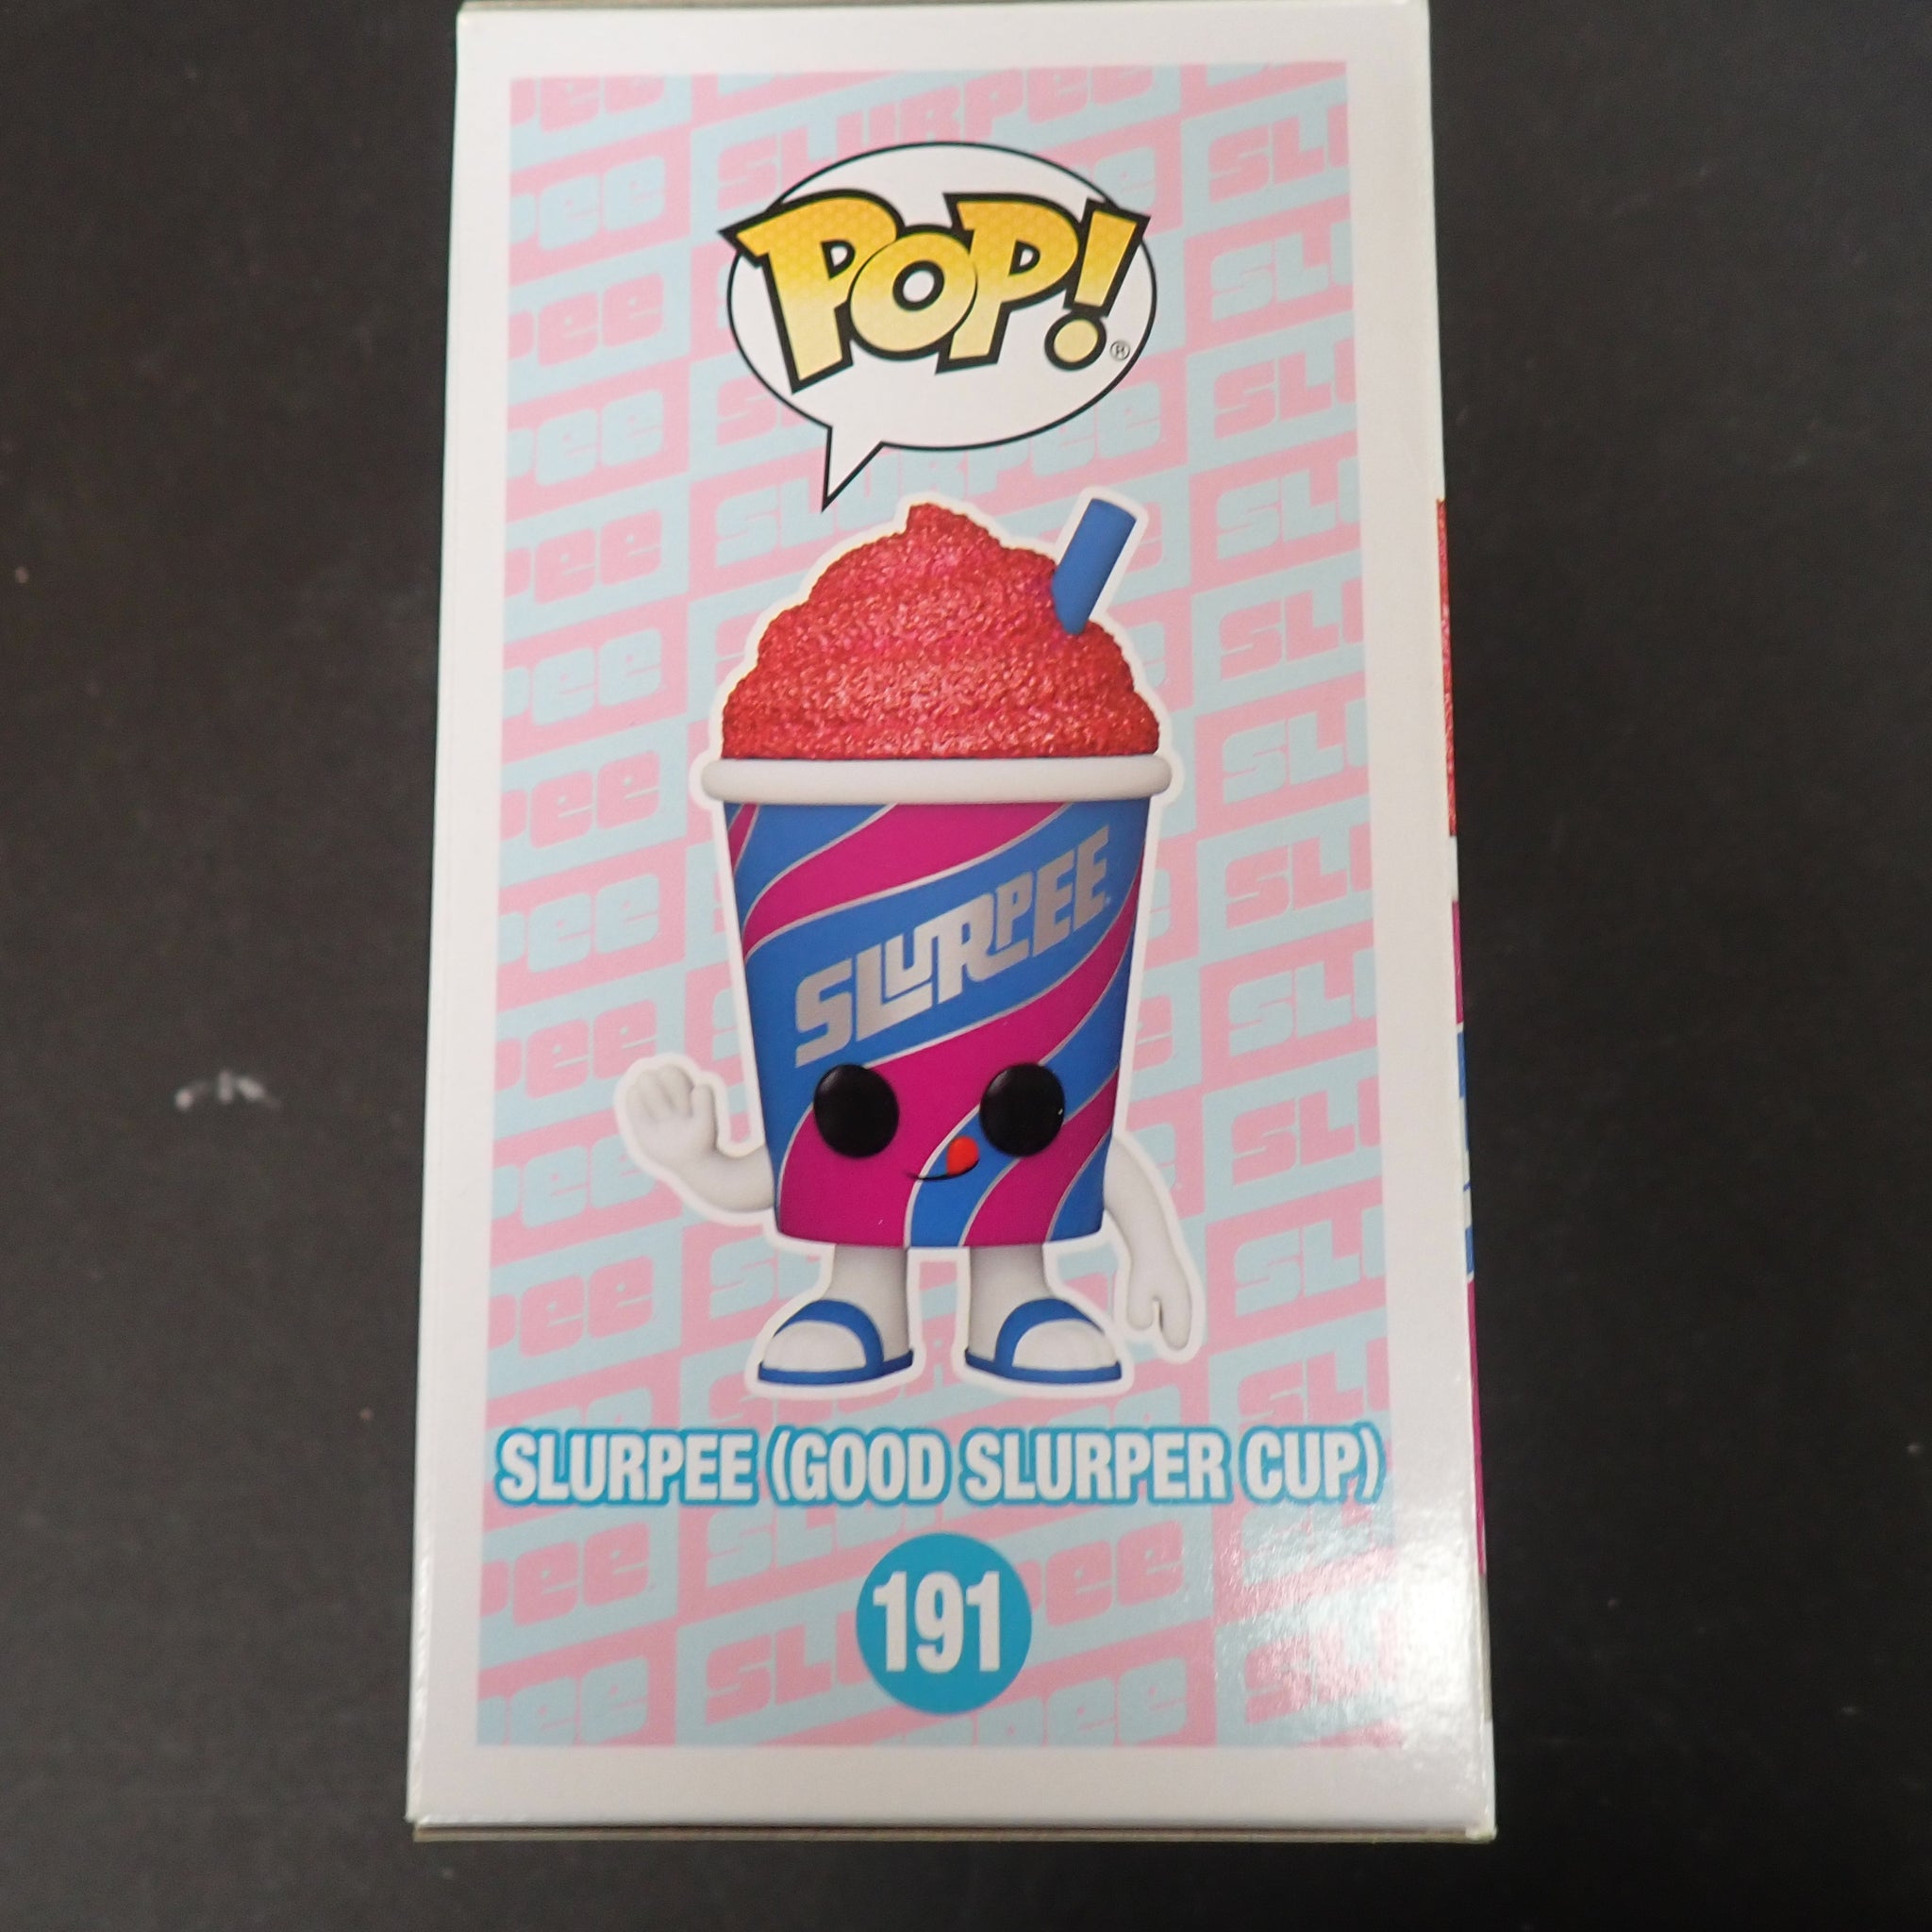 POP!®
SLURPEE
SLURPEE (GOOD SLURPER CUP)
191